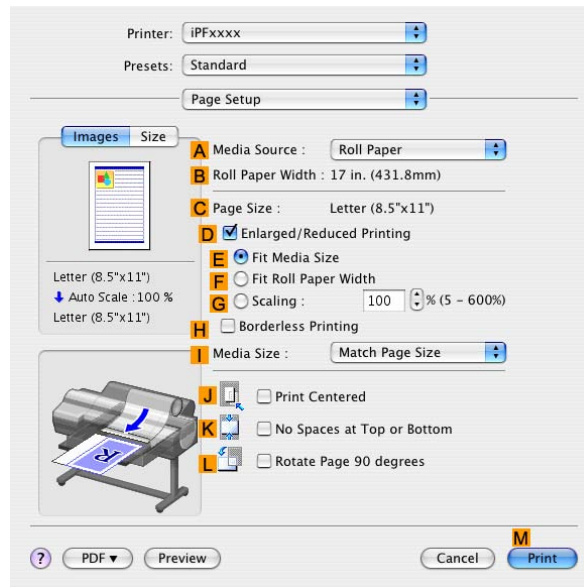 Printer: iPFxxxx
Presets: Standard
Page Setup
Images Size
A Media Source : Roll Paper
B Roll Paper Width : 17 in. (431.8mm)
C Page Size : Letter (8.5"x11")
D Enlarged/Reduced Printing
E Fit Media Size
F Fit Roll Paper Width
G Scaling : 100 % (5 - 600%)
Letter (8.5"x11")
Auto Scale :100 %
Letter (8.5"x11")
H Borderless Printing
I Media Size : Match Page Size
J Print Centered
K No Spaces at Top or Bottom
L Rotate Page 90 degrees
R
M
? PDF Preview Cancel Print